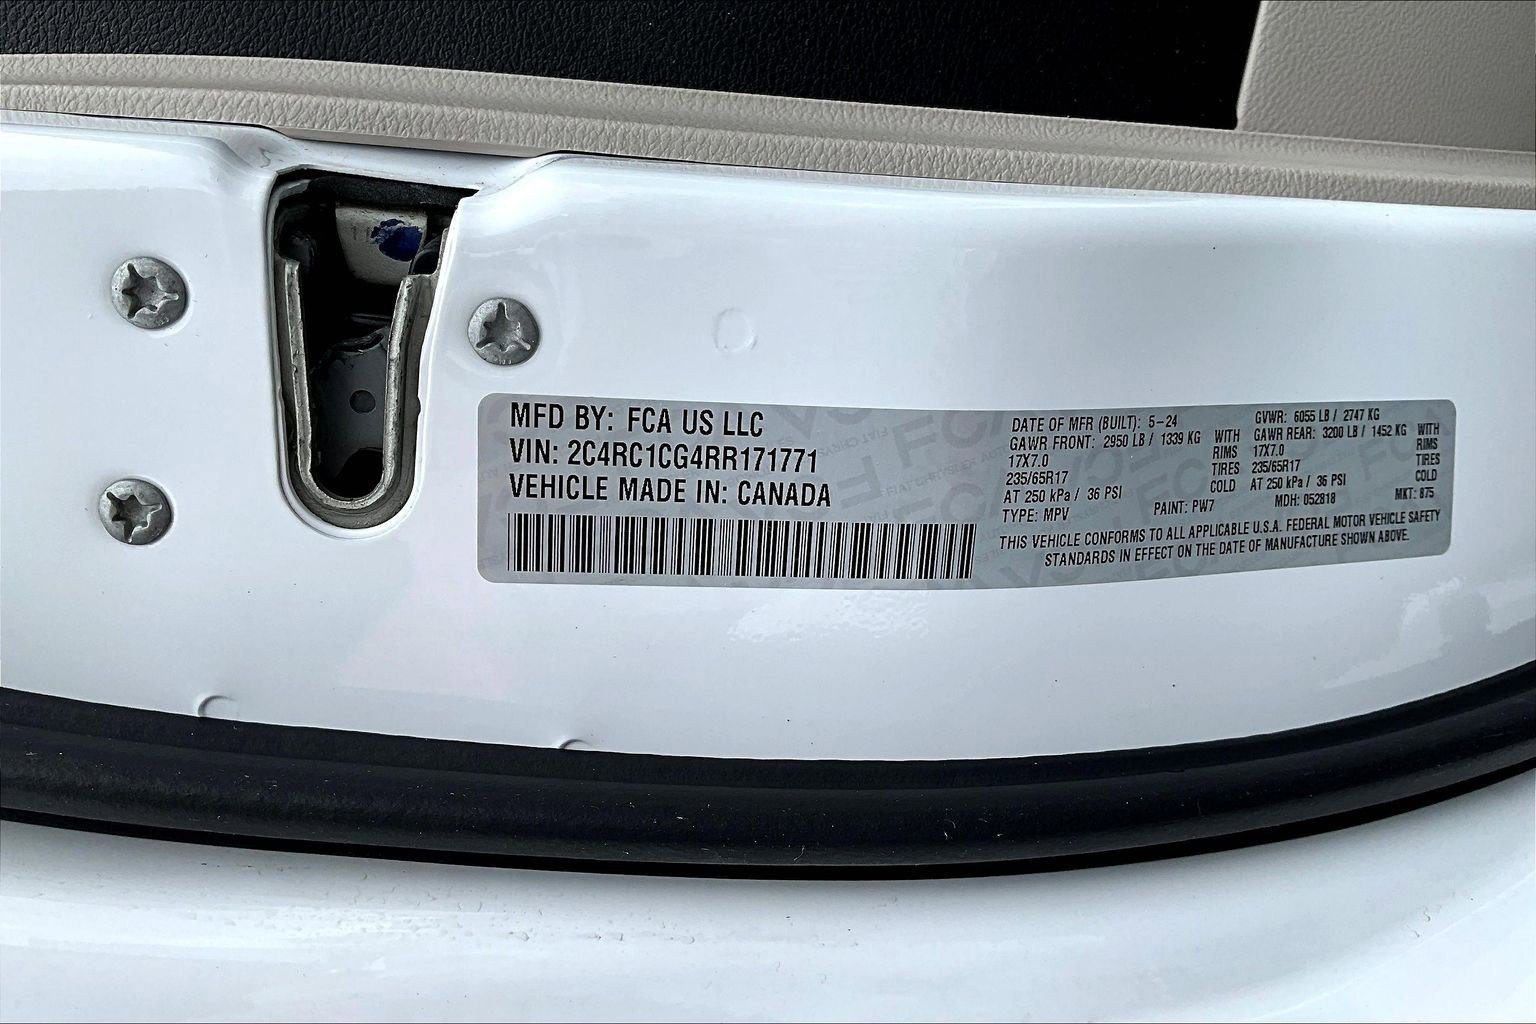 MFD BY: FCA US LLC
VIN: 2C4RC1CG4RR171771
VEHICLE MADE IN: CANADA
DATE OF MFR (BUILT): 5-24
GAWR FRONT: 2950 LB / 1339 KG WITH
17X7.0 RIMS
235/65R17 TIRES
AT 250 kPa / 36 PSI COLD
GVWR: 6055 LB / 2747 KG
GAWR REAR: 3200 LB / 1452 KG WITH
17X7.0 RIMS
235/65R17 TIRES
AT 250 kPa / 36 PSI COLD
TYPE: MPV PAINT: PW7 MDH: 052818 MKT: 875
THIS VEHICLE CONFORMS TO ALL APPLICABLE U.S.A. FEDERAL MOTOR VEHICLE SAFETY
STANDARDS IN EFFECT ON THE DATE OF MANUFACTURE SHOWN ABOVE.